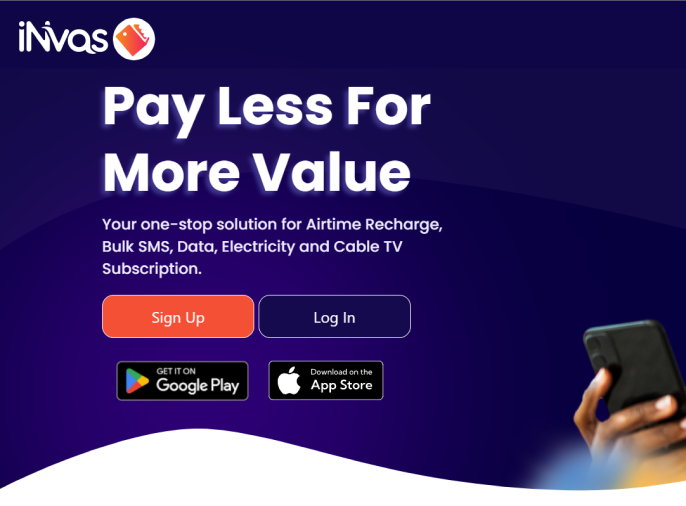 iNvas
Pay Less For
More Value
Your one-stop solution for Airtime Recharge,
Bulk SMS, Data, Electricity and Cable TV
Subscription.
Sign Up
Log In
GET IT ON
Google Play
Download on the
App Store